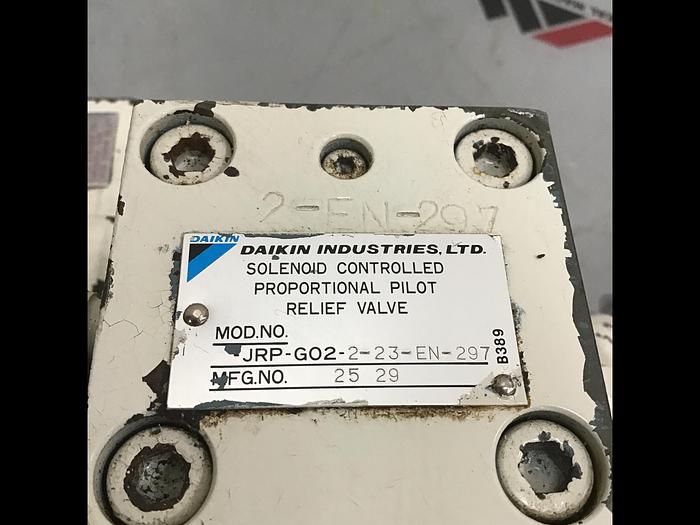 2-EN-297
DAIKIN
DAIKIN INDUSTRIES, LTD.
SOLENOID CONTROLLED
PROPORTIONAL PILOT
RELIEF VALVE
MOD.NO.
JRP-G02-2-23-EN-297
MFG.NO. 25 29
B389